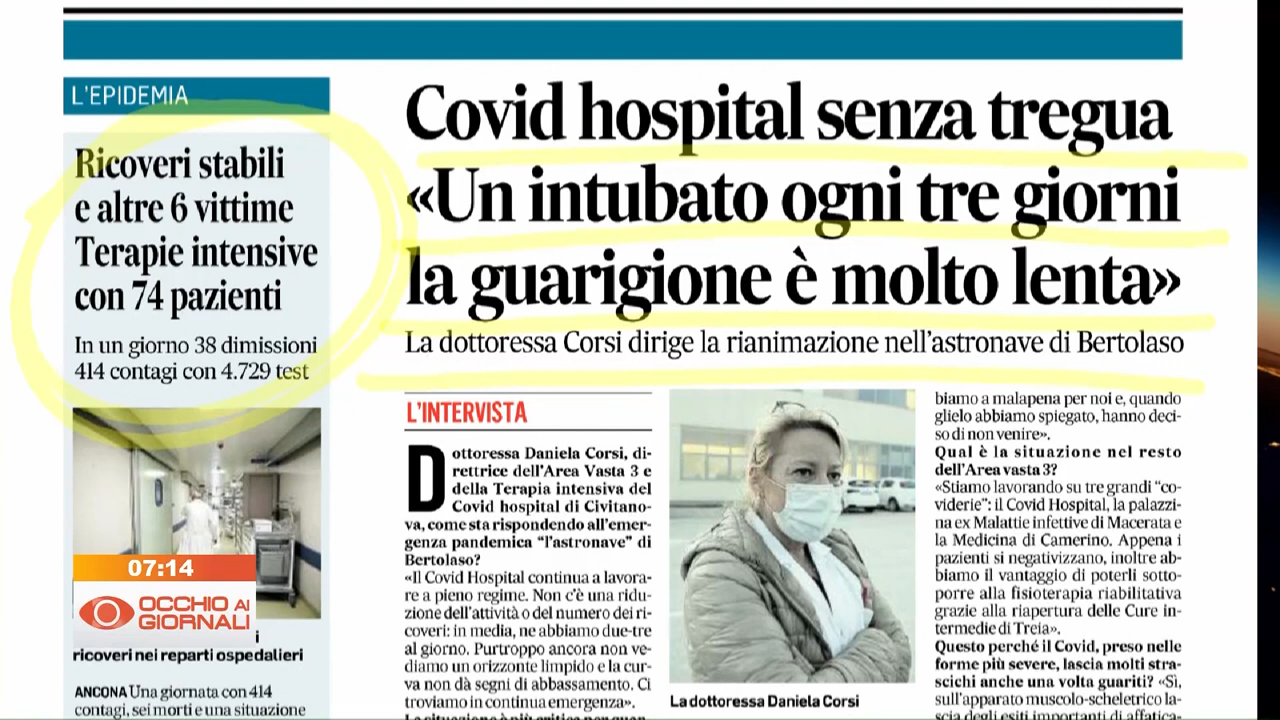 L'EPIDEMIA
Ricoveri stabili
e altre 6 vittime
Terapie intensive
con 74 pazienti
In un giorno 38 dimissioni
414 contagi con 4.729 test
07:14
OCCHIO AI
GIORNALI
i
ricoveri nei reparti ospedalieri
ANCONA Una giornata con 414
contagi, sei morti e una situazione
Covid hospital senza tregua
«Un intubato ogni tre giorni
la guarigione è molto lenta»
La dottoressa Corsi dirige la rianimazione nell'astronave di Bertolaso
L'INTERVISTA
Dottoressa Daniela Corsi, di-
rettrice dell'Area Vasta 3 e
della Terapia intensiva del
Covid hospital di Civitano-
va, come sta rispondendo all'emer-
genza pandemica "l'astronave" di
Bertolaso?
«Il Covid Hospital continua a lavora-
re a pieno regime. Non c'è una ridu-
zione dell'attività o del numero dei ri-
coveri: in media, ne abbiamo due-tre
al giorno. Purtroppo ancora non ve-
diamo un orizzonte limpido e la cur-
va non dà segni di abbassamento. Ci
troviamo in continua emergenza».
La dottoressa Daniela Corsi
biamo a malapena per noi e, quando
glielo abbiamo spiegato, hanno deci-
so di non venire».
Qual è la situazione nel resto
dell'Area vasta 3?
«Stiamo lavorando su tre grandi "co-
viderie": il Covid Hospital, la palazzi-
na ex Malattie infettive di Macerata e
la Medicina di Camerino. Appena i
pazienti si negativizzano, inoltre ab-
biamo il vantaggio di poterli sotto-
porre alla fisioterapia riabilitativa
grazie alla riapertura delle Cure in-
termedie di Treia».
Questo perché il Covid, preso nelle
forme più severe, lascia molti stra-
scichi anche una volta guariti? «Sì,
sull'apparato muscolo-scheletrico la-